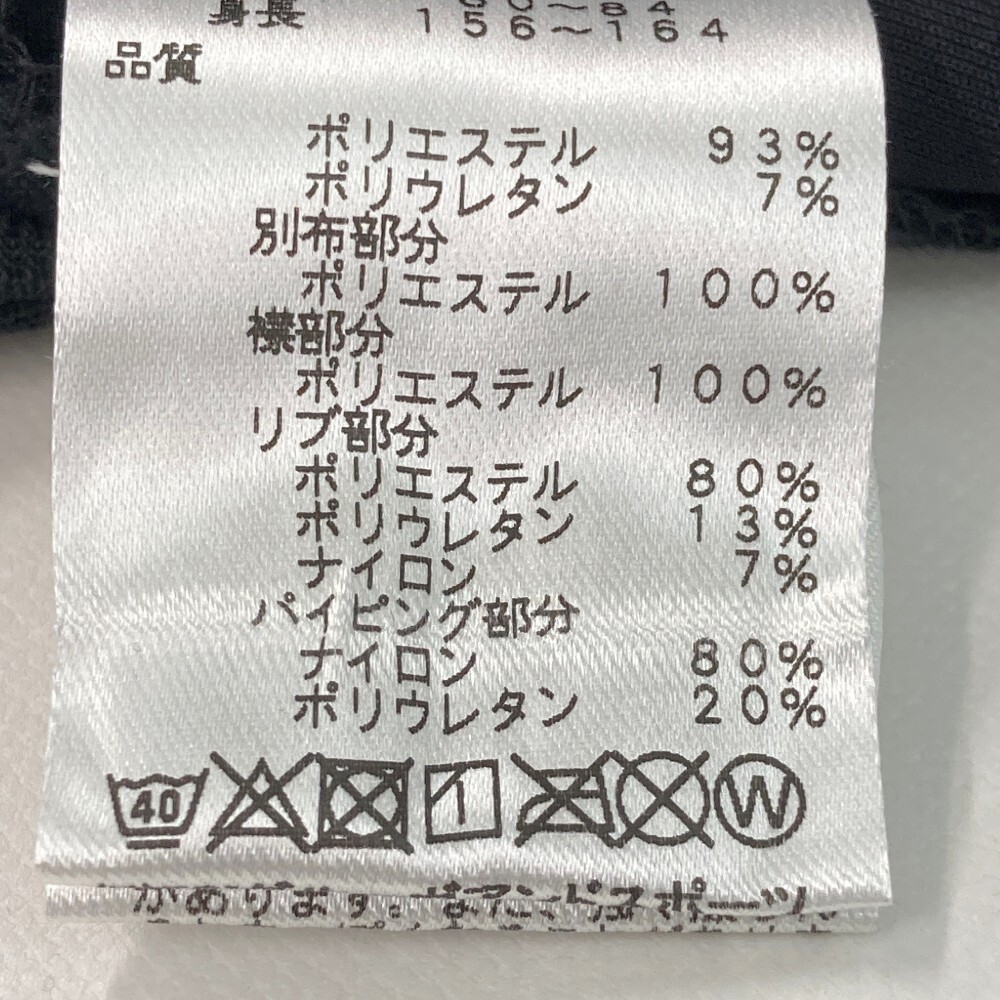 身長 156～164
品質
ポリエステル 93%
ポリウレタン 7%
別布部分
ポリエステル 100%
襟部分
ポリエステル 100%
リブ部分
ポリエステル 80%
ポリウレタン 13%
ナイロン 7%
パイピング部分
ナイロン 80%
ポリウレタン 20%
40 W